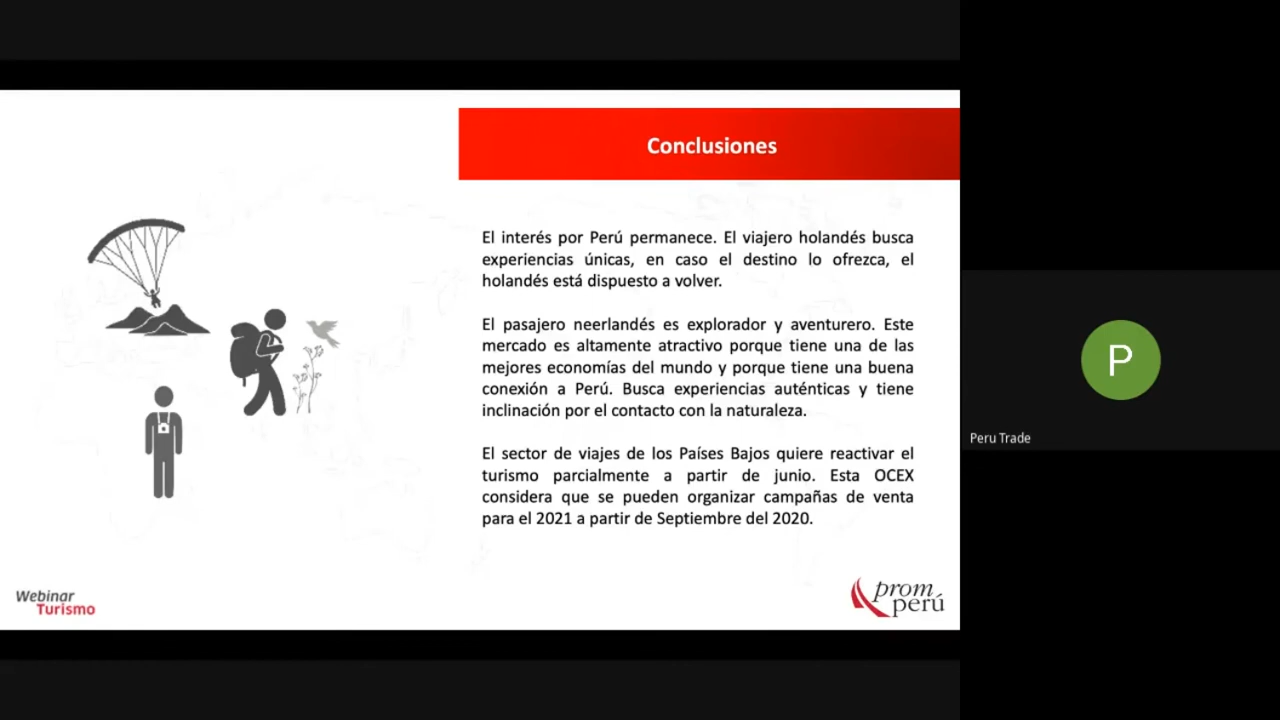 Conclusiones
El interés por Perú permanece. El viajero holandés busca
experiencias únicas, en caso el destino lo ofrezca, el
holandés está dispuesto a volver.
El pasajero neerlandés es explorador y aventurero. Este
mercado es altamente atractivo porque tiene una de las
mejores economías del mundo y porque tiene una buena
conexión a Perú. Busca experiencias auténticas y tiene
inclinación por el contacto con la naturaleza.
El sector de viajes de los Países Bajos quiere reactivar el
turismo parcialmente a partir de junio. Esta OCEX
considera que se pueden organizar campañas de venta
para el 2021 a partir de Septiembre del 2020.
Webinar
Turismo
prom
perú
P
Peru Trade